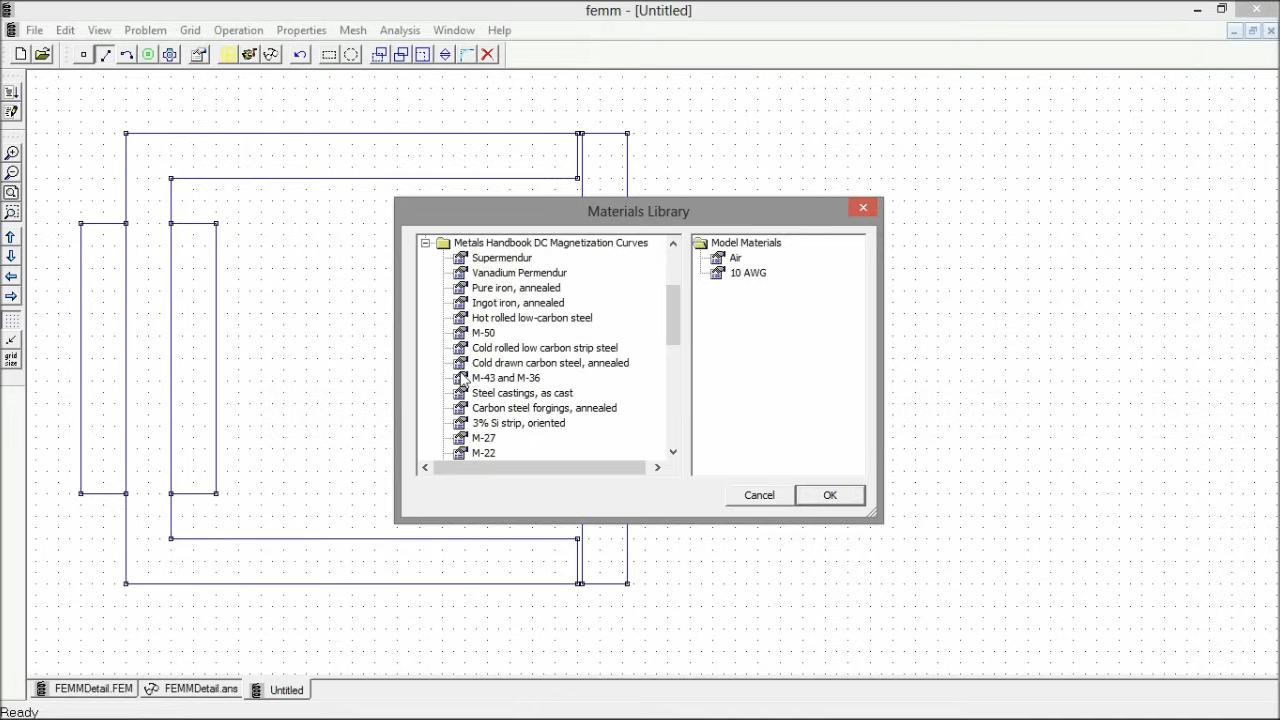 femm - [Untitled]
File Edit View Problem Grid Operation Properties Mesh Analysis Window Help
grid
size
Materials Library
Metals Handbook DC Magnetization Curves
Supermendur
Vanadium Permendur
Pure iron, annealed
Ingot iron, annealed
Hot rolled low-carbon steel
M-50
Cold rolled low carbon strip steel
Cold drawn carbon steel, annealed
M-43 and M-36
Steel castings, as cast
Carbon steel forgings, annealed
3% Si strip, oriented
M-27
M-22
Model Materials
Air
10 AWG
Cancel OK
FEMMDetail.FEM FEMMDetail.ans Untitled
Ready